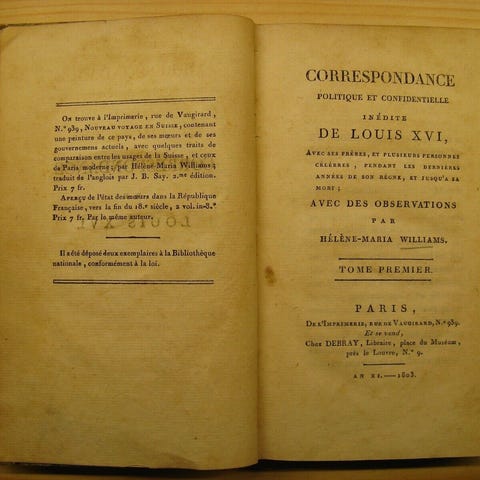 On trouve à l'Imprimerie, rue de Vaugirard,
N.º 939, NOUVEAU VOYAGE EN SUISSE, contenant
une peinture de ce pays, de ses mœurs et de ses
gouvernemens actuels, avec quelques traits de
comparaison entre les usages de la Suisse, et ceux
de Paris moderne; par Hélène Maria Williams;
traduit de l'anglois par J. B. Say. 2.me édition.
Prix 7 fr.
APERÇU de l'état des mœurs dans la République
Française, vers la fin du 18.e siècle, 2 vol. in-8.º
Prix 7 fr. Par le même auteur.
LOUIS XVI
Il a été déposé deux exemplaires à la Bibliothèque
nationale, conformément à la loi.
CORRESPONDANCE
POLITIQUE ET CONFIDENTIELLE
INÉDITE
DE LOUIS XVI,
AVEC SES FRÈRES, ET PLUSIEURS PERSONNES
CÉLÈBRES, PENDANT LES DERNIÈRES
ANNÉES DE SON RÈGNE, ET JUSQU'A SA
MORT;
AVEC DES OBSERVATIONS
PAR
HÉLÈNE-MARIA WILLIAMS.
TOME PREMIER.
PARIS,
DE L'IMPRIMERIE, RUE DE VAUGIRARD, N.º 939.
Et se vend,
Chez DEBRAY, Libraire, place du Muséum,
près le Louvre, N.º 9.
AN XI.—1803.